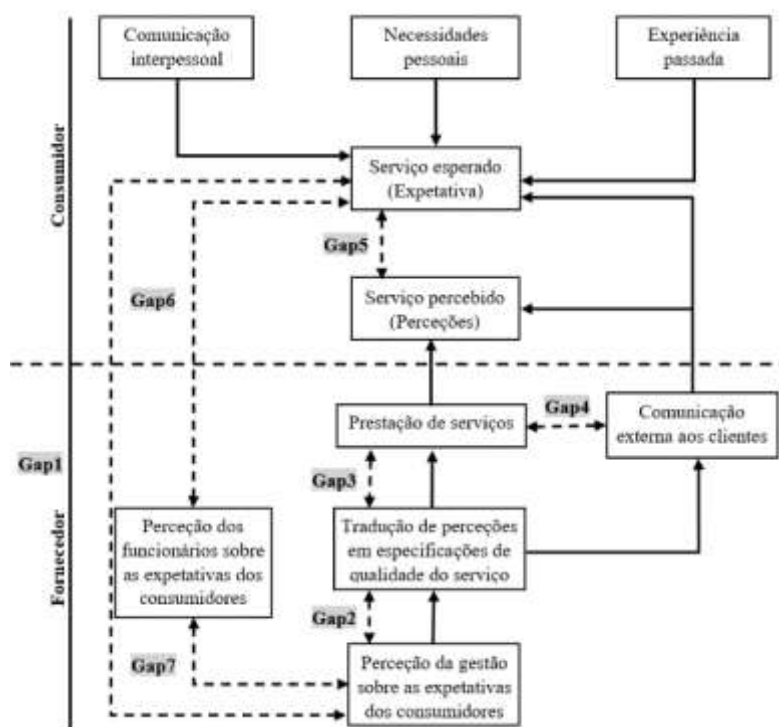 Comunicação
interpessoal
Necessidades
pessoais
Experiência
passada
Consumidor
Serviço esperado
(Expetativa)
Gap5
Gap6
Serviço percebido
(Perceções)
Gap4
Prestação de serviços
Comunicação
externa aos clientes
Gap1
Gap3
Fornecedor
Perceção dos
funcionários sobre
as expetativas dos
consumidores
Tradução de perceções
em especificações de
qualidade do serviço
Gap2
Gap7
Perceção da gestão
sobre as expetativas
dos consumidores